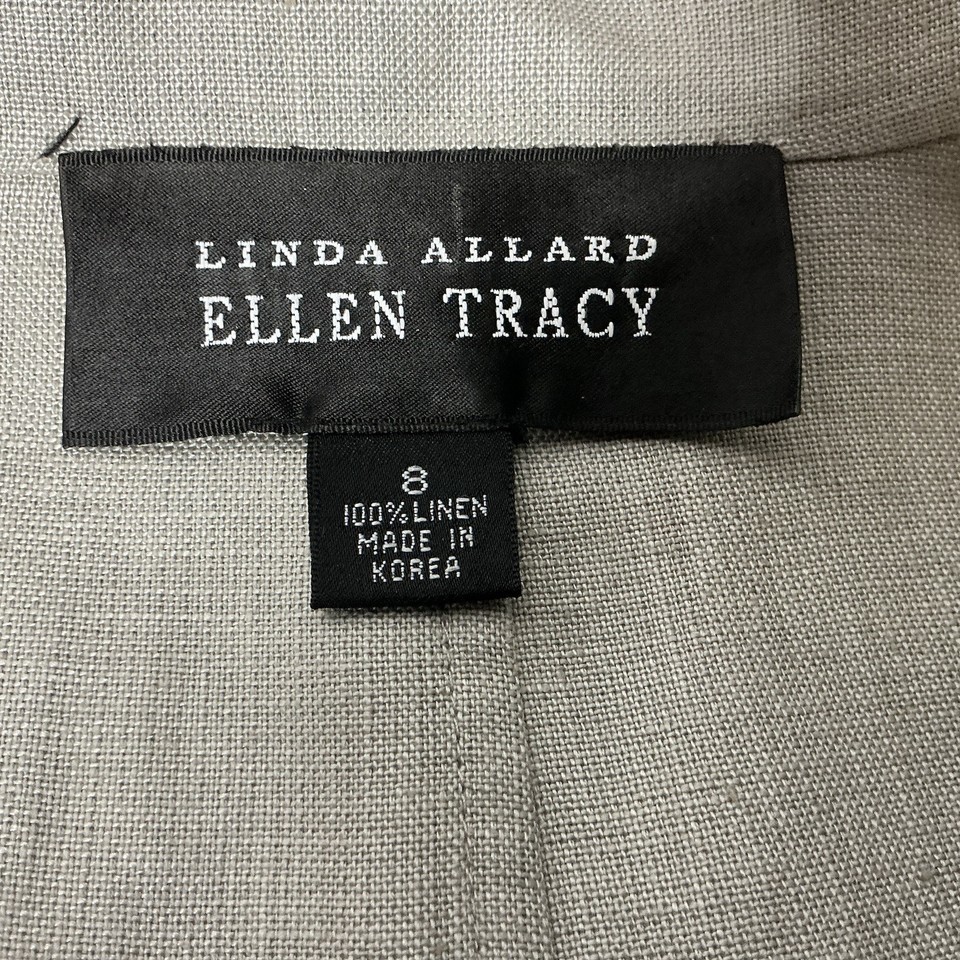 LINDA ALLARD
ELLEN TRACY
8
100% LINEN
MADE IN
KOREA